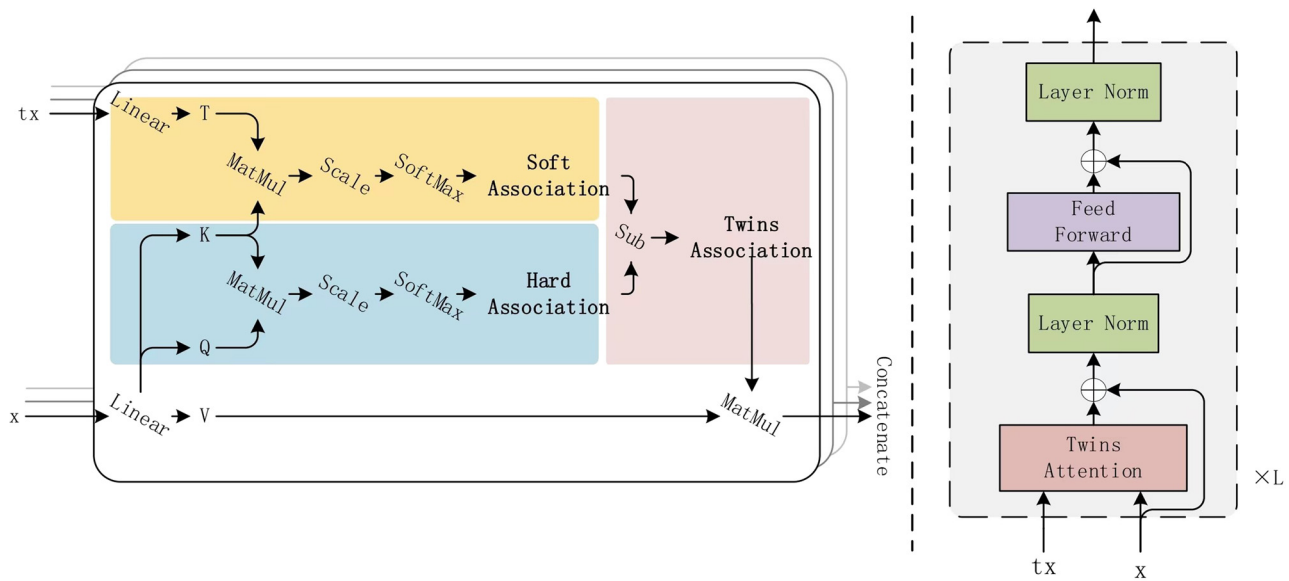 tx
Linear
T
MatMul
Scale
SoftMax
Soft
Association
K
MatMul
Scale
SoftMax
Hard
Association
Q
Sub
Twins
Association
x
Linear
V
MatMul
Concatenate
Layer Norm
Feed
Forward
Layer Norm
Twins
Attention
×L
tx
x